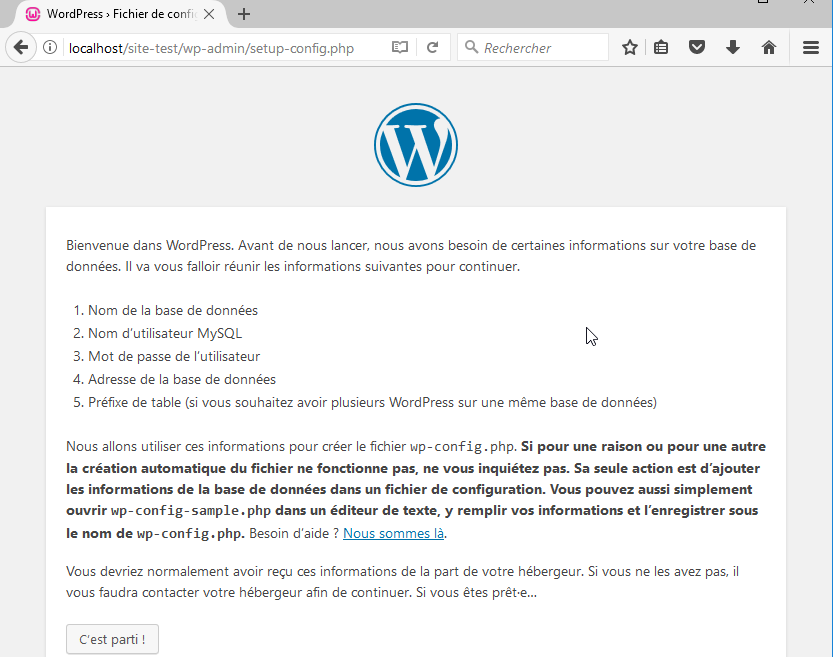 WordPress › Fichier de confi
localhost/site-test/wp-admin/setup-config.php
Rechercher
Bienvenue dans WordPress. Avant de nous lancer, nous avons besoin de certaines informations sur votre base de
données. Il va vous falloir réunir les informations suivantes pour continuer.
1. Nom de la base de données
2. Nom d’utilisateur MySQL
3. Mot de passe de l’utilisateur
4. Adresse de la base de données
5. Préfixe de table (si vous souhaitez avoir plusieurs WordPress sur une même base de données)
Nous allons utiliser ces informations pour créer le fichier wp-config.php. Si pour une raison ou pour une autre
la création automatique du fichier ne fonctionne pas, ne vous inquiétez pas. Sa seule action est d’ajouter
les informations de la base de données dans un fichier de configuration. Vous pouvez aussi simplement
ouvrir wp-config-sample.php dans un éditeur de texte, y remplir vos informations et l’enregistrer sous
le nom de wp-config.php. Besoin d’aide ? Nous sommes là.
Vous devriez normalement avoir reçu ces informations de la part de votre hébergeur. Si vous ne les avez pas, il
vous faudra contacter votre hébergeur afin de continuer. Si vous êtes prêt·e…
C’est parti !